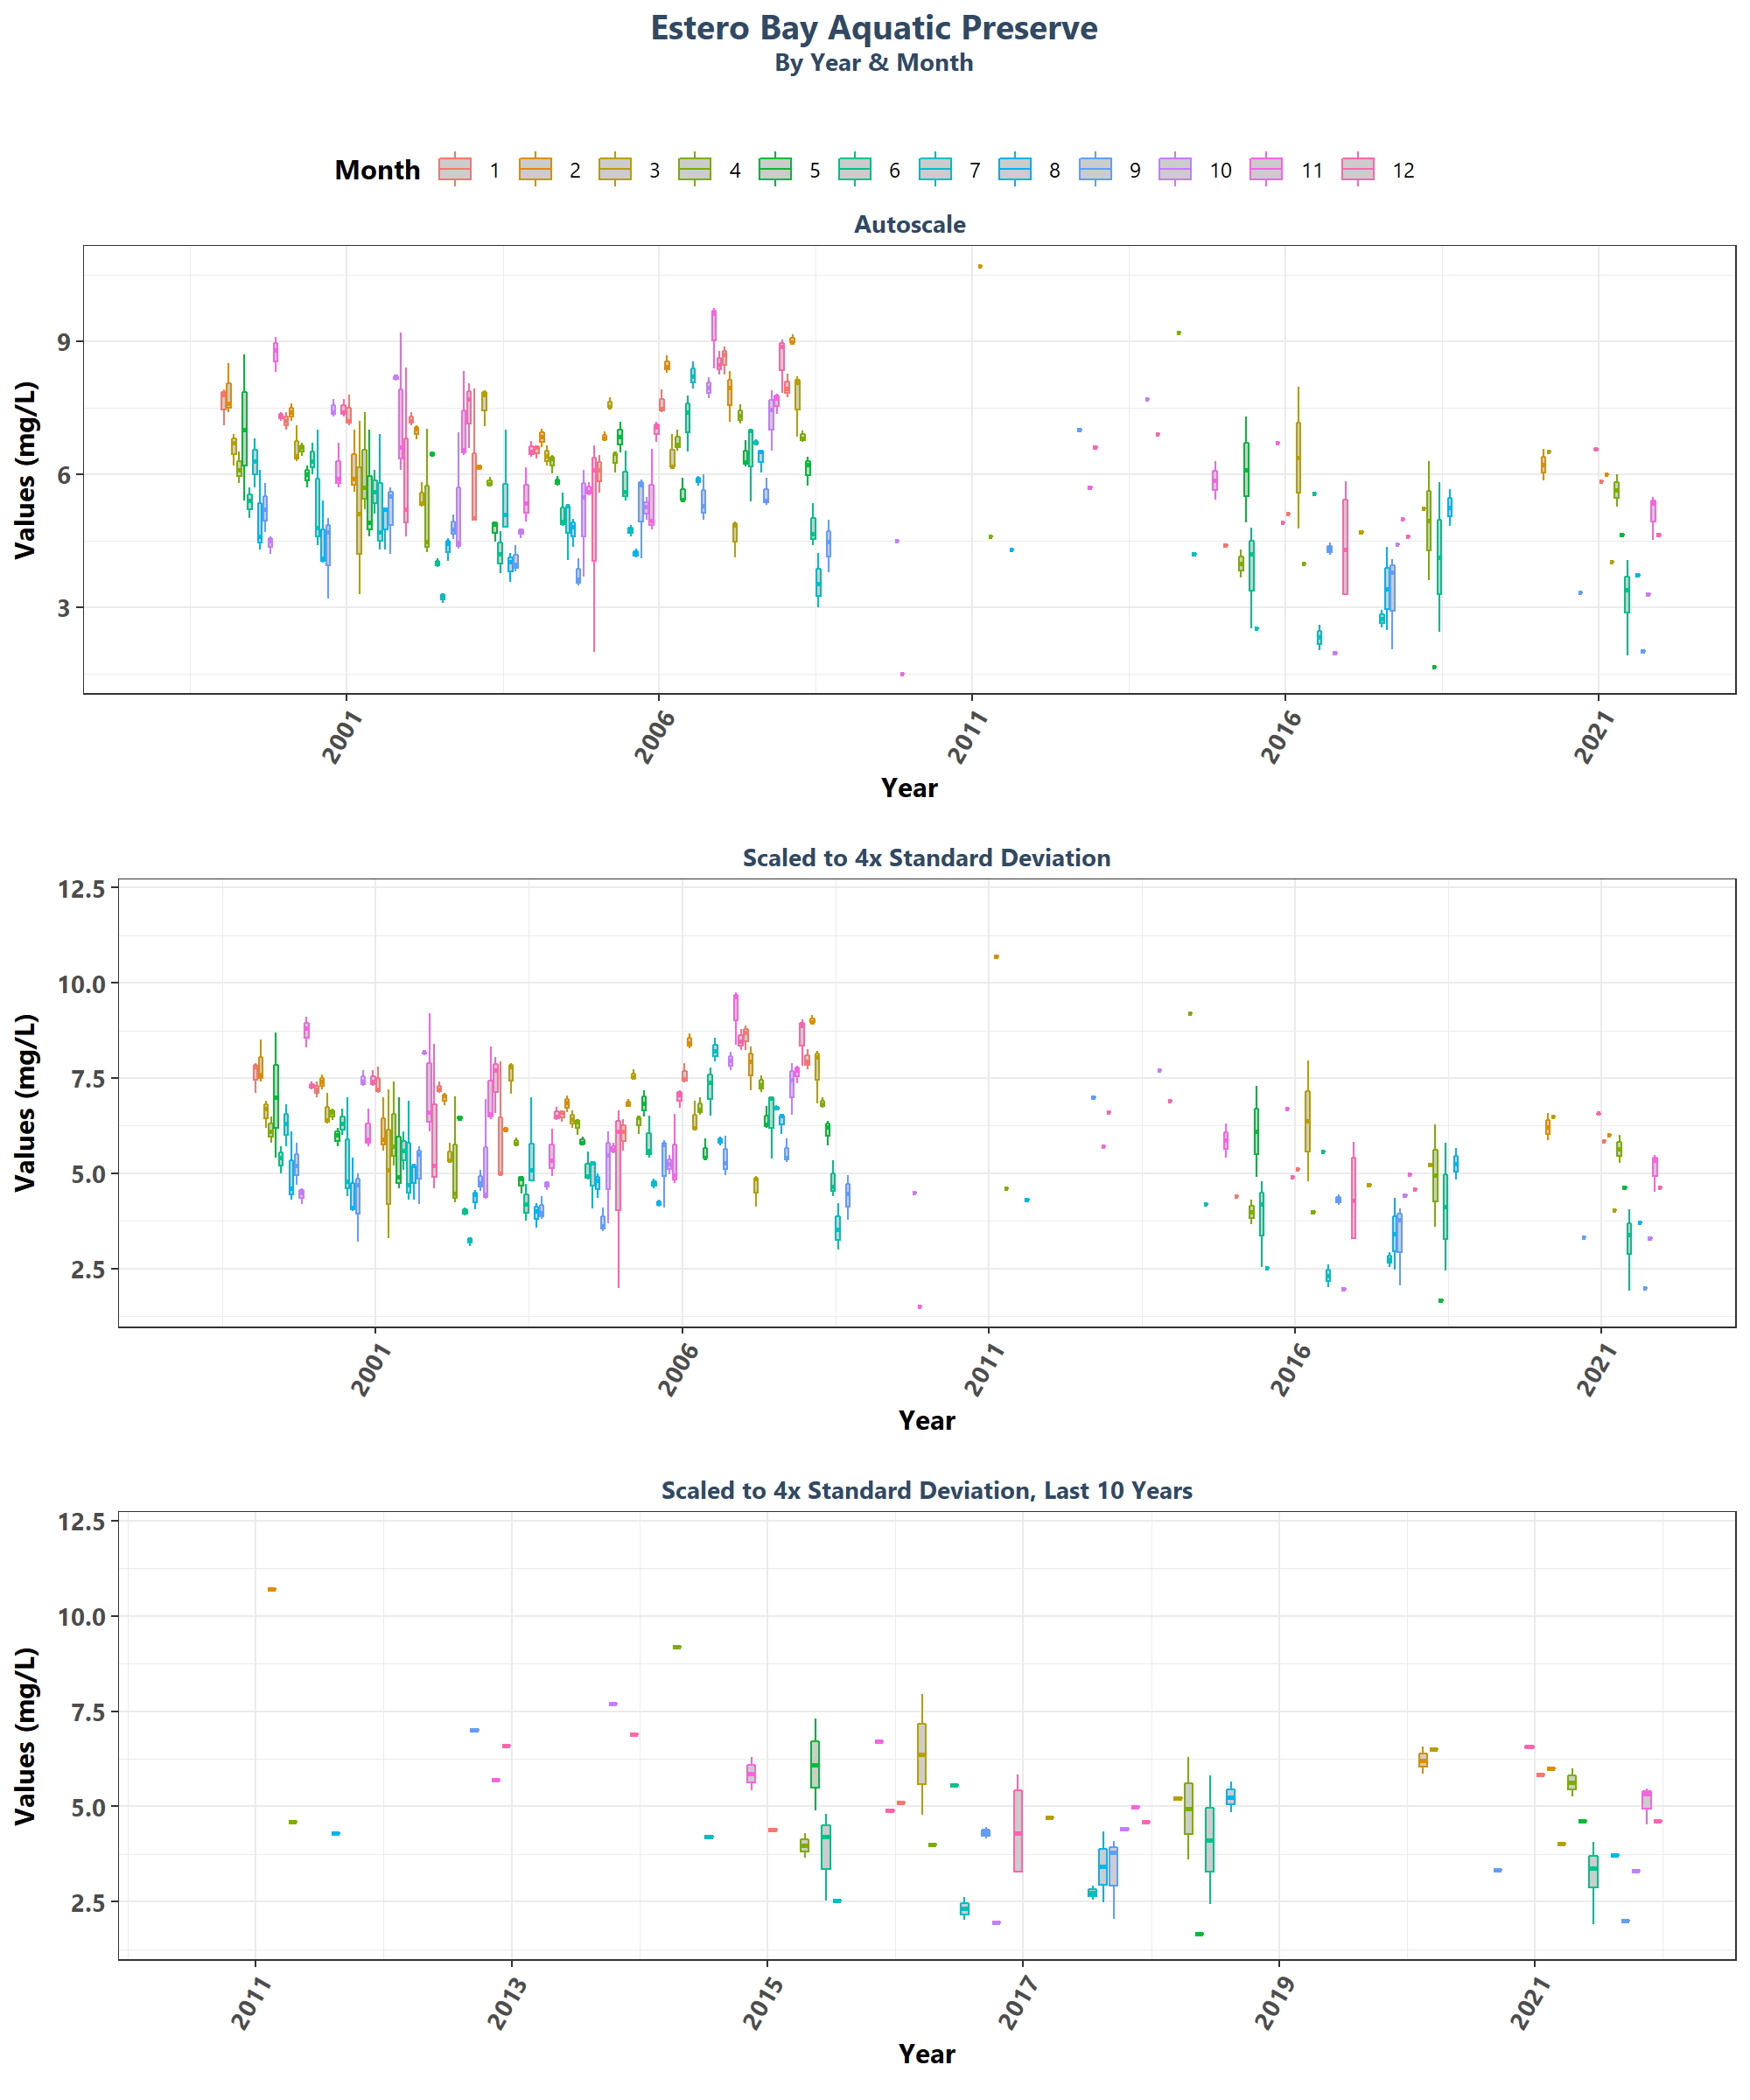 Estero Bay Aquatic Preserve
By Year & Month
Month 1 2 3 4 5 6 7 8 9 10 11 12
Autoscale
Values (mg/L)
9
6
3
2001 2006 2011 2016 2021
Year
Scaled to 4x Standard Deviation
Values (mg/L)
12.5
10.0
7.5
5.0
2.5
2001 2006 2011 2016 2021
Year
Scaled to 4x Standard Deviation, Last 10 Years
Values (mg/L)
12.5
10.0
7.5
5.0
2.5
2011 2013 2015 2017 2019 2021
Year